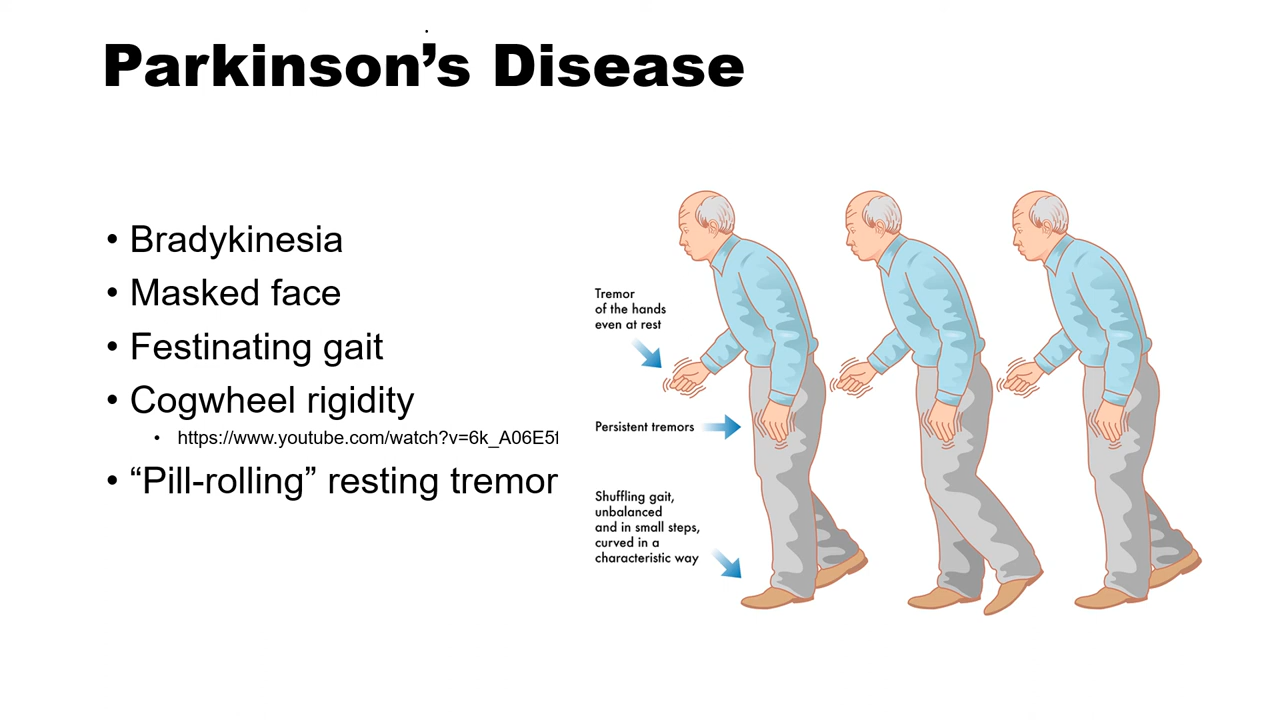 Parkinson’s Disease
• Bradykinesia
• Masked face
• Festinating gait
• Cogwheel rigidity
• https://www.youtube.com/watch?v=6k_A06E5f
• “Pill-rolling” resting tremor
Tremor
of the hands
even at rest
Persistent tremors
Shuffling gait,
unbalanced
and in small steps,
curved in a
characteristic way